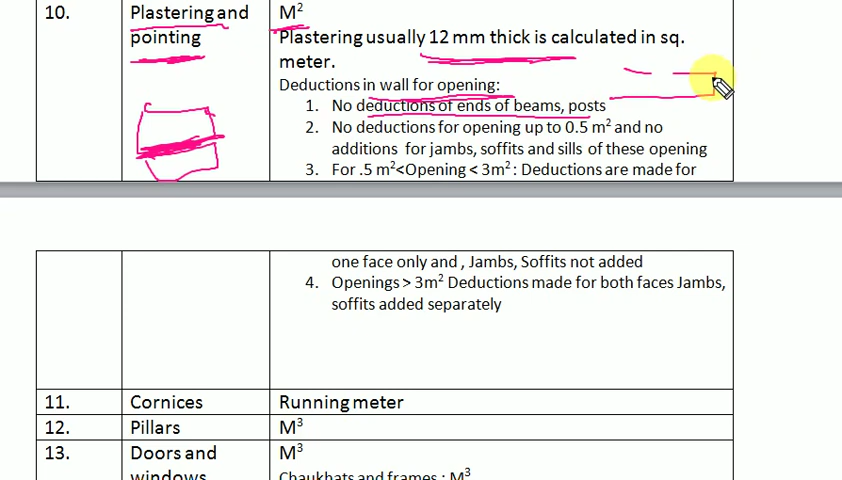 10. Plastering and M²
pointing Plastering usually 12 mm thick is calculated in sq.
meter.
Deductions in wall for opening:
1. No deductions of ends of beams, posts
2. No deductions for opening up to 0.5 m² and no
additions for jambs, soffits and sills of these opening
3. For .5 m²<Opening < 3m² : Deductions are made for
one face only and , Jambs, Soffits not added
4. Openings > 3m² Deductions made for both faces Jambs,
soffits added separately
11. Cornices Running meter
12. Pillars M³
13. Doors and M³
windows Chaukhats and frames : M³